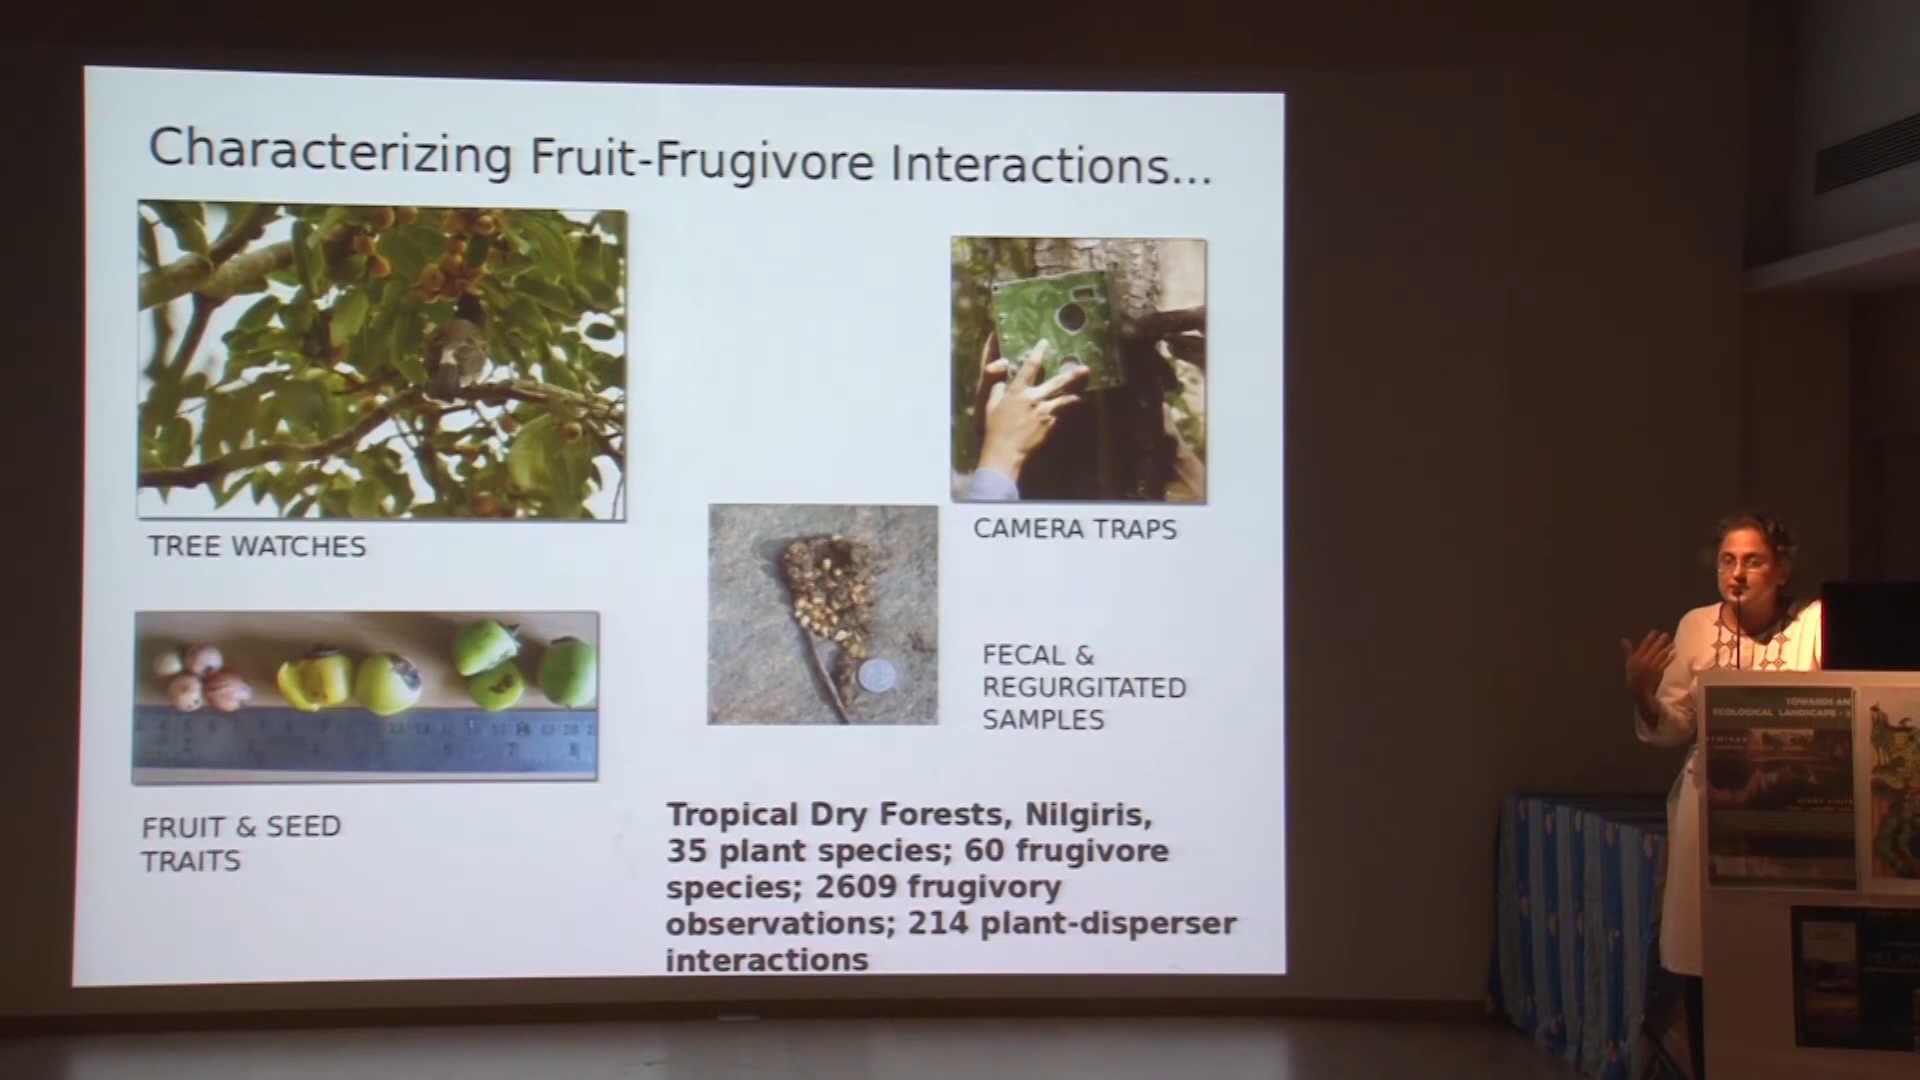 Characterizing Fruit-Frugivore Interactions...
TREE WATCHES
CAMERA TRAPS
FECAL &
REGURGITATED
SAMPLES
FRUIT & SEED
TRAITS
Tropical Dry Forests, Nilgiris,
35 plant species; 60 frugivore
species; 2609 frugivory
observations; 214 plant-disperser
interactions
TOWARDS AN
ECOLOGICAL LANDSCAPE